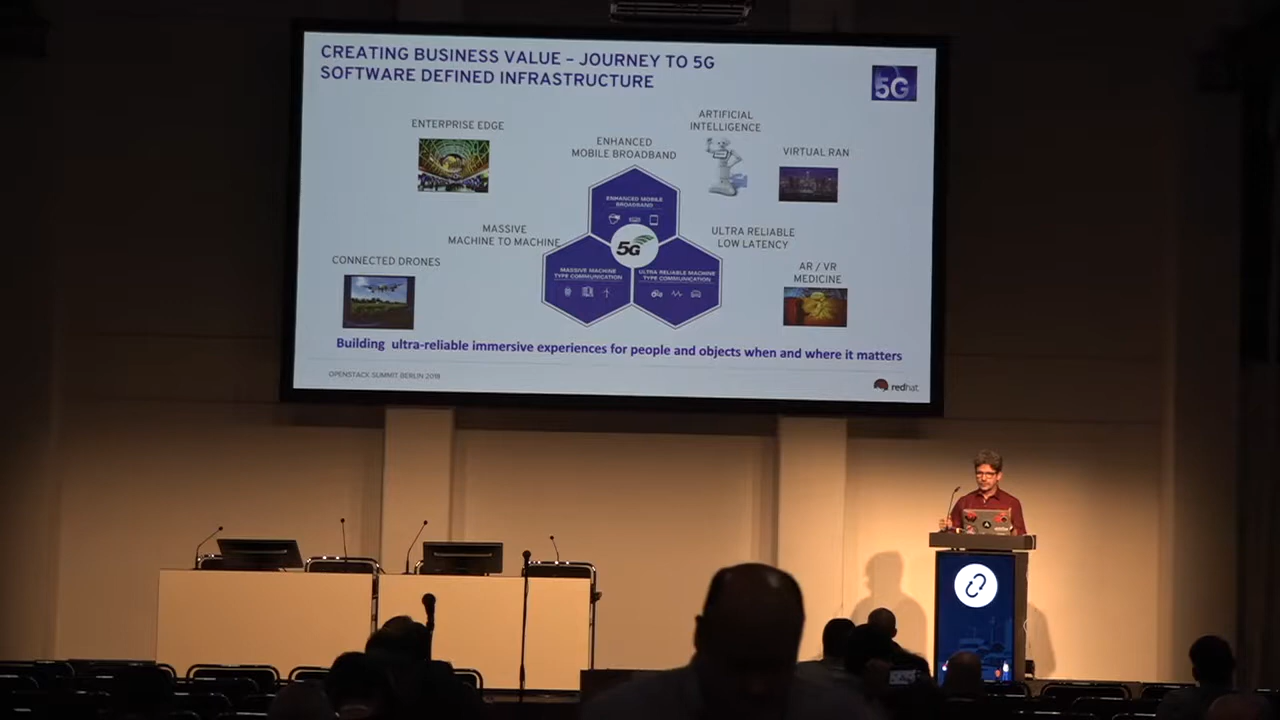 CREATING BUSINESS VALUE – JOURNEY TO 5G
SOFTWARE DEFINED INFRASTRUCTURE
5G
ARTIFICIAL
INTELLIGENCE
ENTERPRISE EDGE
ENHANCED
MOBILE BROADBAND
VIRTUAL RAN
ENHANCED MOBILE
BROADBAND
MASSIVE
MACHINE TO MACHINE
5G
ULTRA RELIABLE
LOW LATENCY
CONNECTED DRONES
MASSIVE MACHINE
TYPE COMMUNICATION
ULTRA RELIABLE MACHINE
TYPE COMMUNICATION
AR / VR
MEDICINE
Building ultra-reliable immersive experiences for people and objects when and where it matters
OPENSTACK SUMMIT BERLIN 2018
redhat